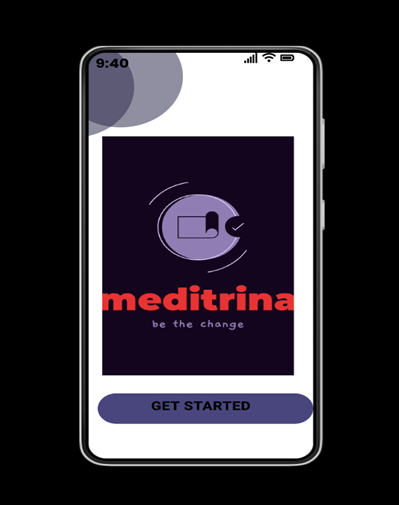 9:40
meditrina
be the change
GET STARTED